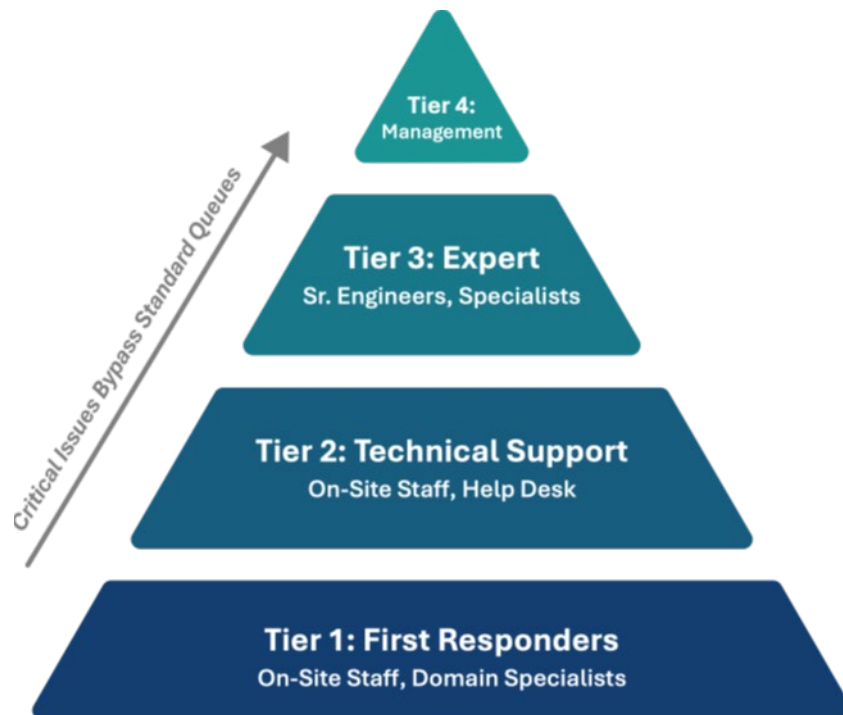 Tier 4:
Management
Critical Issues Bypass Standard Queues
Tier 3: Expert
Sr. Engineers, Specialists
Tier 2: Technical Support
On-Site Staff, Help Desk
Tier 1: First Responders
On-Site Staff, Domain Specialists